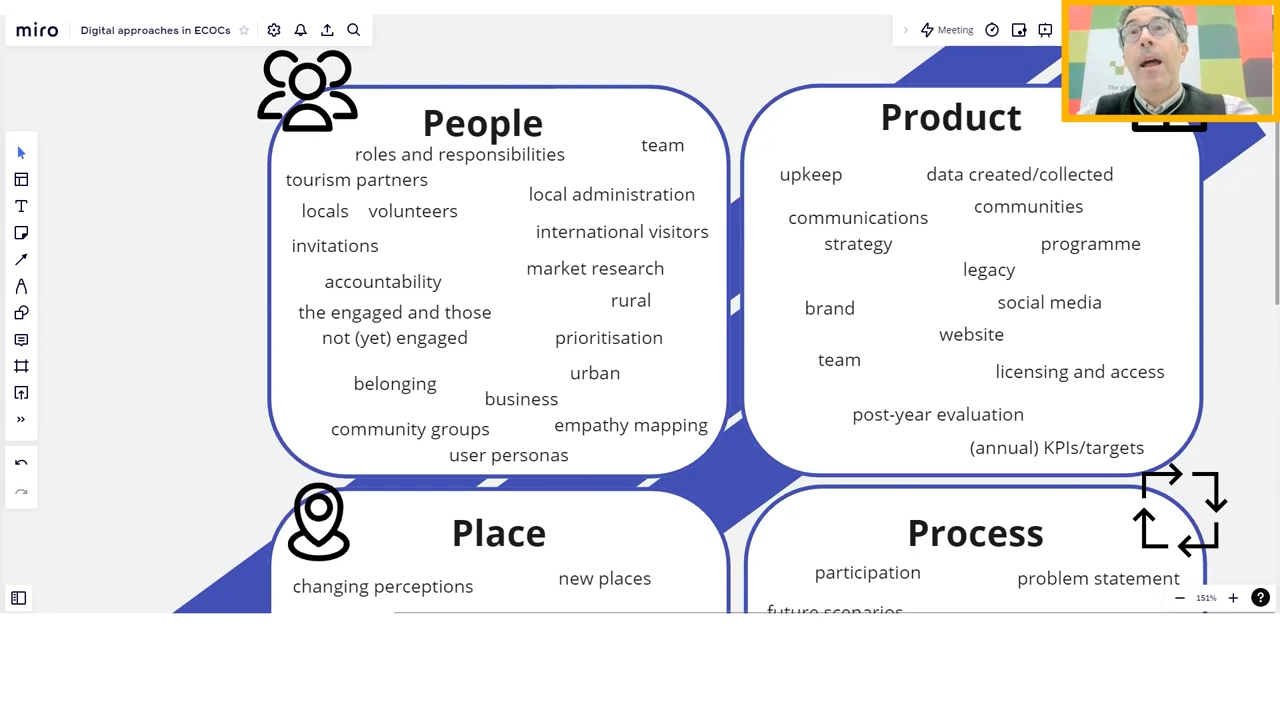 miro
Digital approaches in ECOCs
Meeting
People
roles and responsibilities
team
tourism partners
local administration
locals
volunteers
international visitors
invitations
market research
accountability
rural
the engaged and those
not (yet) engaged
prioritisation
urban
belonging
business
community groups
empathy mapping
user personas
Product
upkeep
data created/collected
communities
communications
strategy
programme
legacy
brand
social media
website
team
licensing and access
post-year evaluation
(annual) KPIs/targets
Place
changing perceptions
new places
Process
participation
problem statement
future scenarios
151%